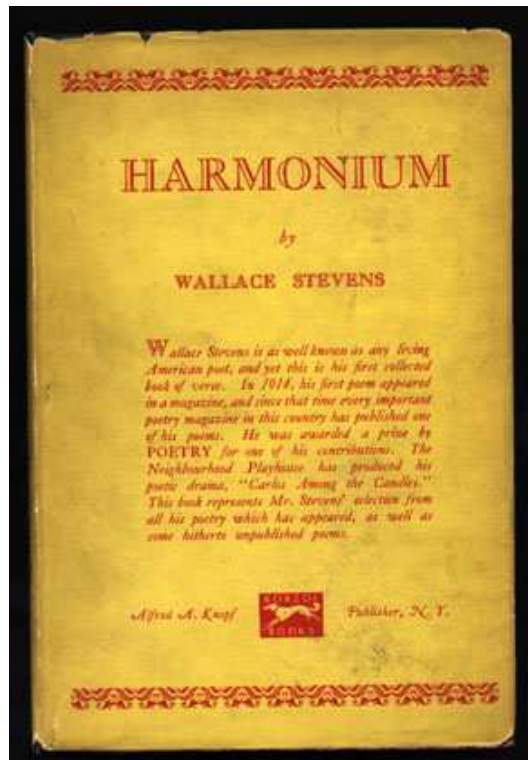 HARMONIUM
by
WALLACE STEVENS
Wallace Stevens is as well known as any living
American poet, and yet this is his first collected
book of verse. In 1914, his first poem appeared
in a magazine, and since that time every important
poetry magazine in this country has published one
of his poems. He was awarded a prize by
POETRY for one of his contributions. The
Neighbourhood Playhouse has produced his
poetic drama, "Carlos Among the Candles."
This book represents Mr. Stevens' selection from
all his poetry which has appeared, as well as
some hitherto unpublished poems.
Alfred A. Knopf
BORZOI
BOOKS
Publisher, N. Y.